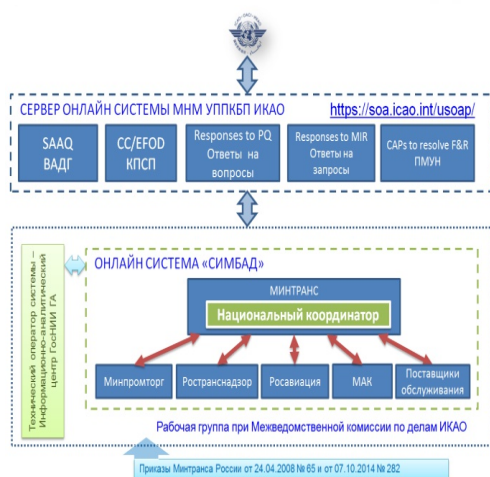 СЕРВЕР ОНЛАЙН СИСТЕМЫ МНМ УППКБП ИКАО https://soa.icao.int/usoap/
SAAQ
ВАДГ
CC/EFOD
КПСП
Responses to PQ
Ответы на
вопросы
Responses to MIR
Ответы на
запросы
CAPs to resolve F&R
ПМУН
Технический оператор системы –
Информационно-аналитический
центр ГосНИИ ГА
ОНЛАЙН СИСТЕМА «СИМБАД»
МИНТРАНС
Национальный координатор
Минпромторг
Ространснадзор
Росавиация
МАК
Поставщики
обслуживания
Рабочая группа при Межведомственной комиссии по делам ИКАО
Приказы Минтранса России от 24.04.2008 № 65 и от 07.10.2014 № 282